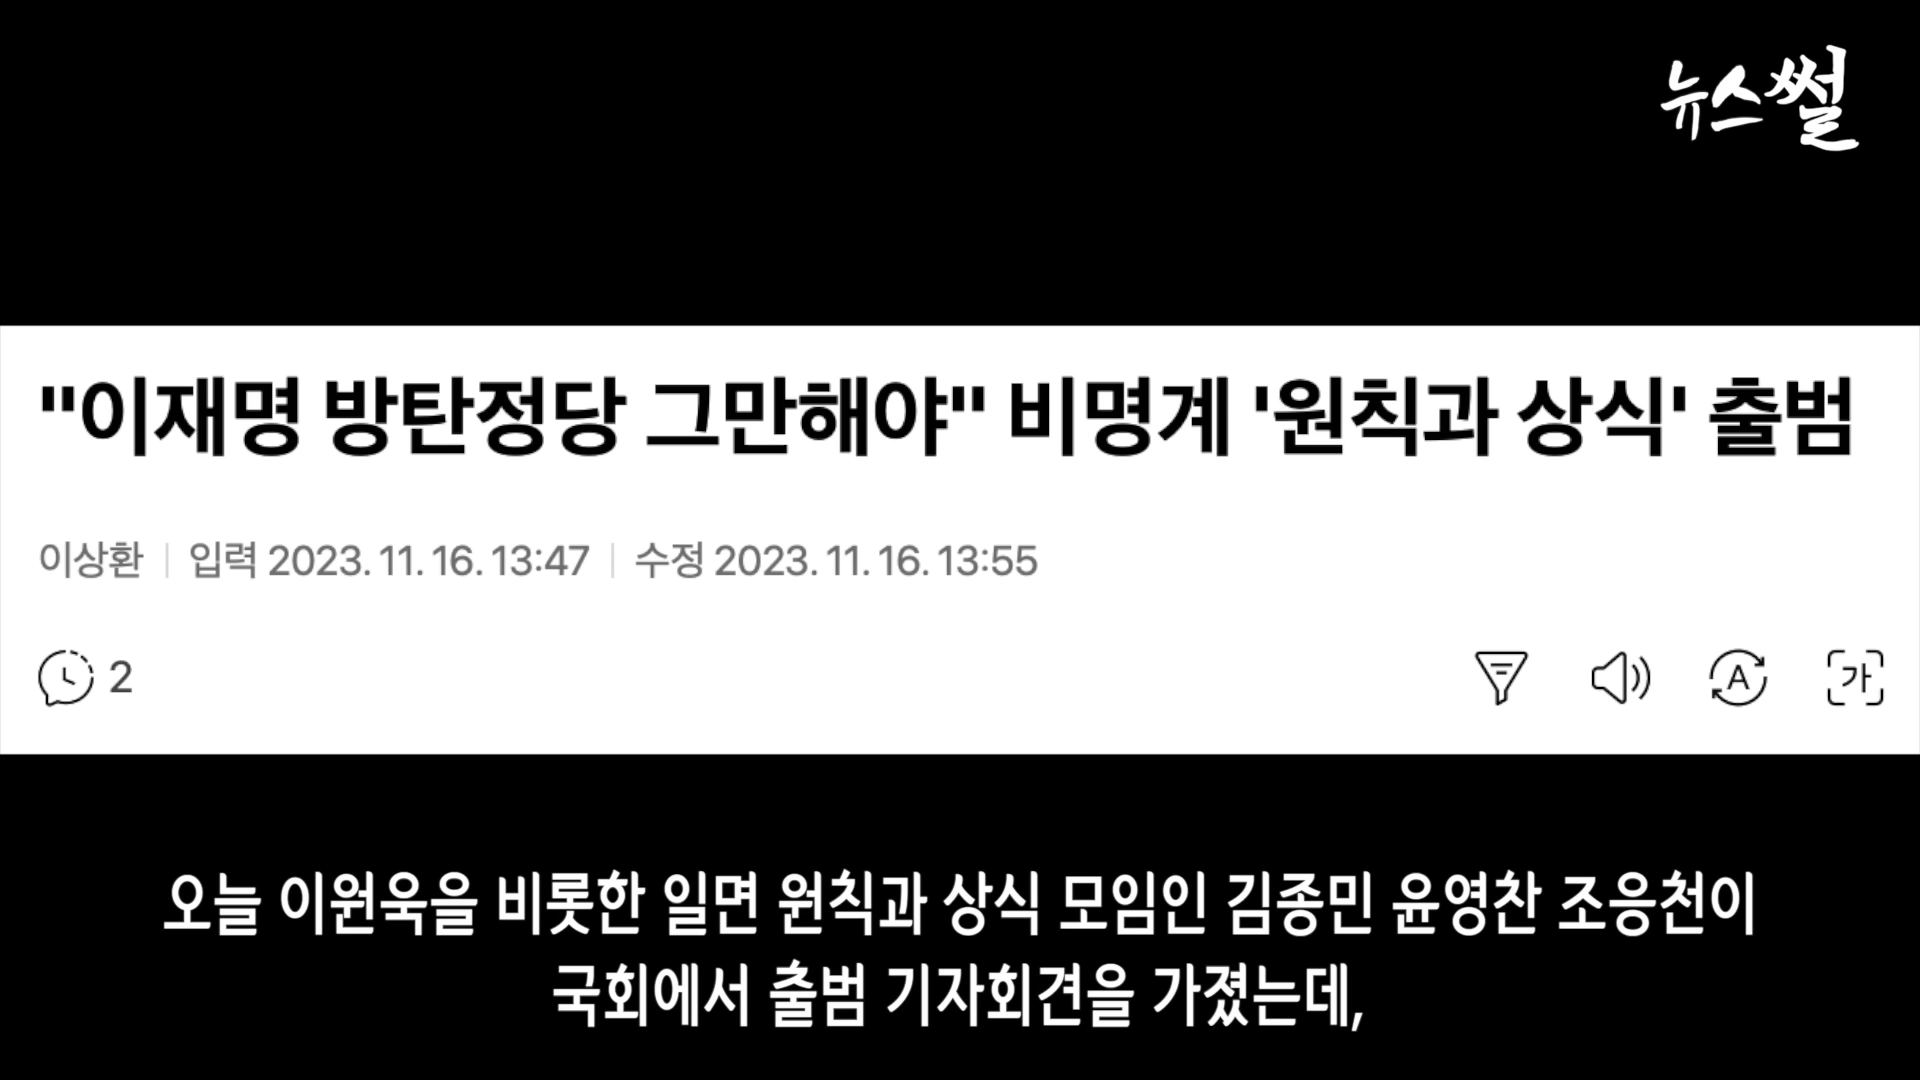 뉴스썰
"이재명 방탄정당 그만해야" 비명계 '원칙과 상식' 출범
이상환 | 입력 2023. 11. 16. 13:47 | 수정 2023. 11. 16. 13:55
2
A
가
오늘 이원욱을 비롯한 일면 원칙과 상식 모임인 김종민 윤영찬 조응천이
국회에서 출범 기자회견을 가졌는데,